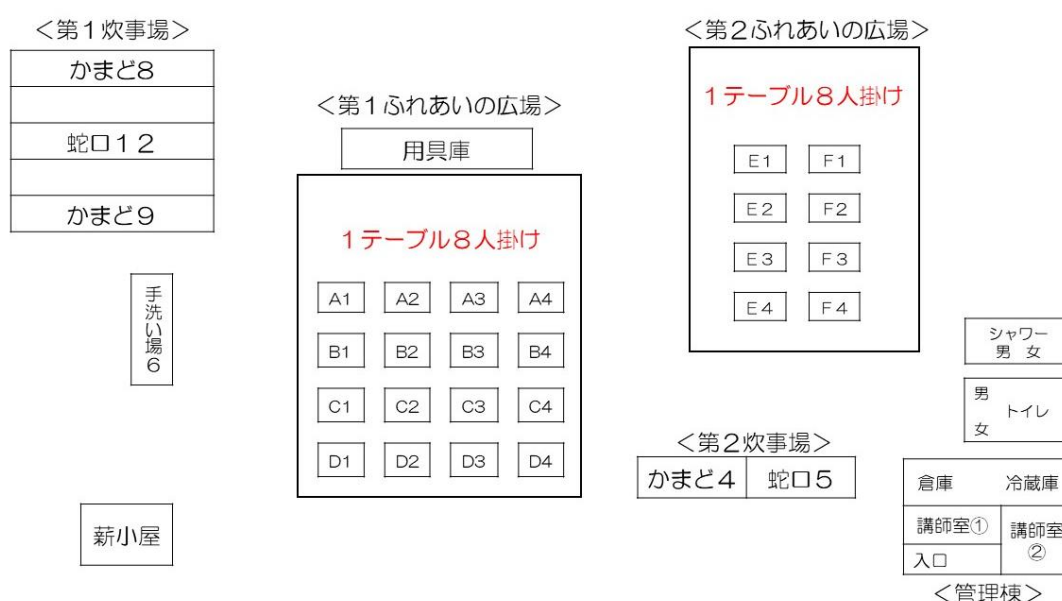 ＜第１炊事場＞
かまど8
蛇口１２
かまど9
手洗い場６
薪小屋
＜第１ふれあいの広場＞
用具庫
１テーブル８人掛け
A1 A2 A3 A4
B1 B2 B3 B4
C1 C2 C3 C4
D1 D2 D3 D4
＜第２ふれあいの広場＞
１テーブル８人掛け
E1 F1
E2 F2
E3 F3
E4 F4
＜第２炊事場＞
かまど4 蛇口５
シャワー
男 女
男
トイレ
女
倉庫 冷蔵庫
講師室①
講師室
②
入口
＜管理棟＞